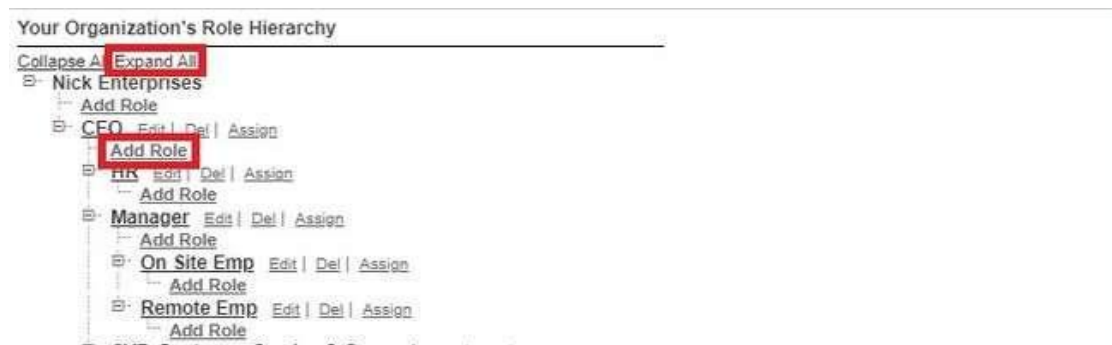 Your Organization's Role Hierarchy
Collapse A Expand All
Nick Enterprises
Add Role
CEO Edit | Del | Assign
Add Role
HR Edit | Del | Assign
Add Role
Manager Edit | Del | Assign
Add Role
On Site Emp Edit | Del | Assign
Add Role
Remote Emp Edit | Del | Assign
Add Role